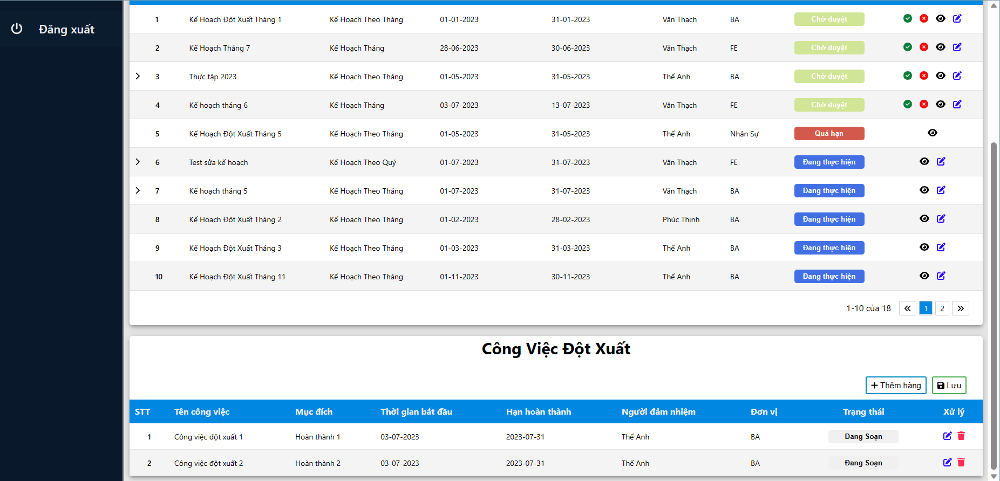 Đăng xuất
1 Kế Hoạch Đột Xuất Tháng 1 Kế Hoạch Theo Tháng 01-01-2023 31-01-2023 Văn Thạch BA Chờ duyệt
2 Kế Hoạch Tháng 7 Kế Hoạch Tháng 28-06-2023 30-06-2023 Văn Thạch FE Chờ duyệt
3 Thực tập 2023 Kế Hoạch Theo Tháng 01-05-2023 31-05-2023 Thế Anh BA Chờ duyệt
4 Kế hoạch tháng 6 Kế Hoạch Tháng 03-07-2023 13-07-2023 Văn Thạch FE Chờ duyệt
5 Kế Hoạch Đột Xuất Tháng 5 Kế Hoạch Theo Tháng 01-05-2023 31-05-2023 Thế Anh Nhân Sự Quá hạn
6 Test sửa kế hoạch Kế Hoạch Theo Quý 01-07-2023 31-07-2023 Văn Thạch FE Đang thực hiện
7 Kế hoạch tháng 5 Kế Hoạch Theo Tháng 01-07-2023 31-07-2023 Văn Thạch BA Đang thực hiện
8 Kế Hoạch Đột Xuất Tháng 2 Kế Hoạch Theo Tháng 01-02-2023 28-02-2023 Phúc Thịnh BA Đang thực hiện
9 Kế Hoạch Đột Xuất Tháng 3 Kế Hoạch Theo Tháng 01-03-2023 31-03-2023 Thế Anh BA Đang thực hiện
10 Kế Hoạch Đột Xuất Tháng 11 Kế Hoạch Theo Tháng 01-11-2023 30-11-2023 Thế Anh BA Đang thực hiện
1-10 của 18 1 2
Công Việc Đột Xuất
Thêm hàng Lưu
STT Tên công việc Mục đích Thời gian bắt đầu Hạn hoàn thành Người đảm nhiệm Đơn vị Trạng thái Xử lý
1 Công việc đột xuất 1 Hoàn thành 1 03-07-2023 2023-07-31 Thế Anh BA Đang Soạn
2 Công việc đột xuất 2 Hoàn thành 2 03-07-2023 2023-07-31 Thế Anh BA Đang Soạn